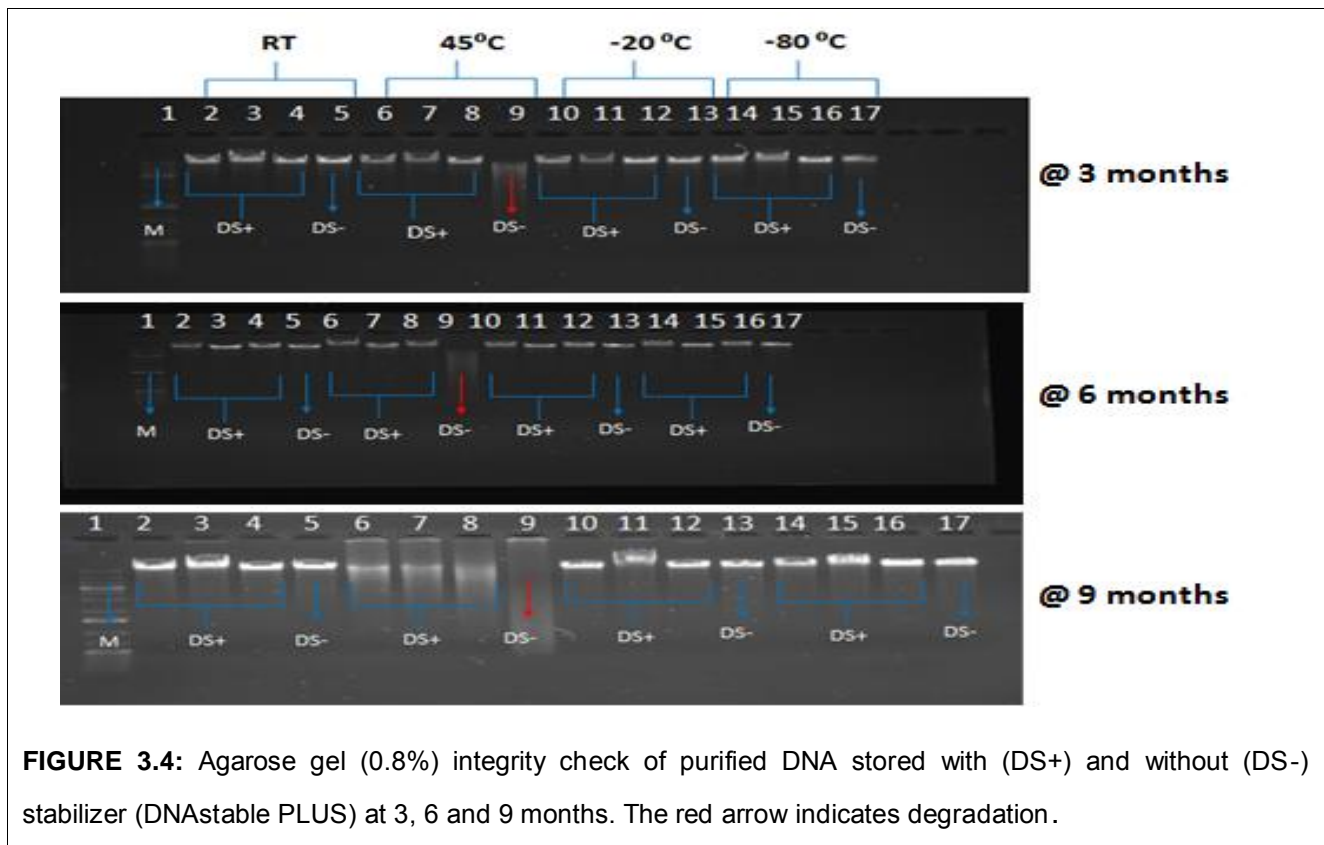 RT 45°C -20 °C -80 °C
1 2 3 4 5 6 7 8 9 10 11 12 13 14 15 16 17
@ 3 months
M DS+ DS- DS+ DS- DS+ DS- DS+ DS-
1 2 3 4 5 6 7 8 9 10 11 12 13 14 15 16 17
@ 6 months
M DS+ DS- DS+ DS- DS+ DS- DS+ DS-
1 2 3 4 5 6 7 8 9 10 11 12 13 14 15 16 17
@ 9 months
M DS+ DS- DS+ DS- DS+ DS- DS+ DS-
FIGURE 3.4: Agarose gel (0.8%) integrity check of purified DNA stored with (DS+) and without (DS-)
stabilizer (DNAstable PLUS) at 3, 6 and 9 months. The red arrow indicates degradation.